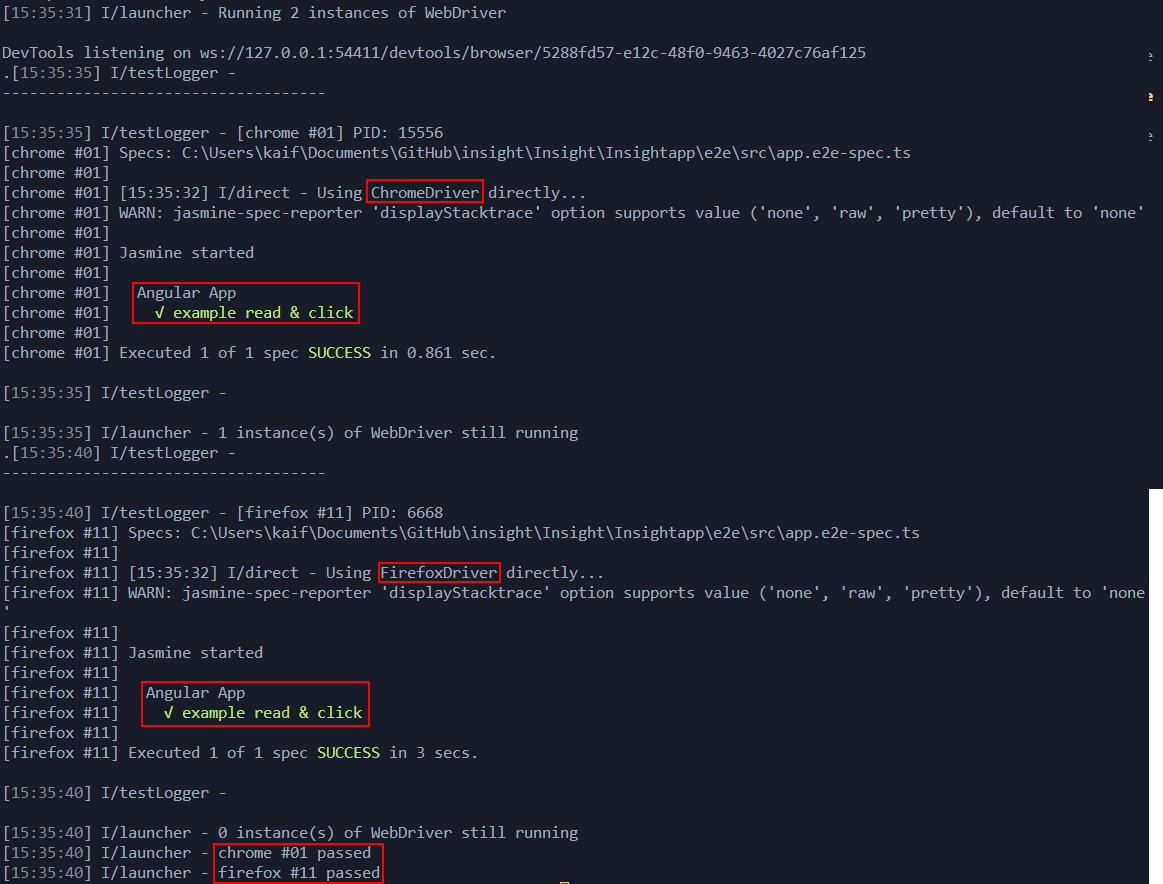 [15:35:31] I/launcher - Running 2 instances of WebDriver
DevTools listening on ws://127.0.0.1:54411/devtools/browser/5288fd57-e12c-48f0-9463-4027c76af125
.[15:35:35] I/testLogger -
------------------------------------
[15:35:35] I/testLogger - [chrome #01] PID: 15556
[chrome #01] Specs: C:\Users\kaif\Documents\GitHub\insight\Insight\Insightapp\e2e\src\app.e2e-spec.ts
[chrome #01]
[chrome #01] [15:35:32] I/direct - Using ChromeDriver directly...
[chrome #01] WARN: jasmine-spec-reporter 'displayStacktrace' option supports value ('none', 'raw', 'pretty'), default to 'none'
[chrome #01]
[chrome #01] Jasmine started
[chrome #01]
[chrome #01]   Angular App
[chrome #01]     √ example read & click
[chrome #01]
[chrome #01] Executed 1 of 1 spec SUCCESS in 0.861 sec.
[15:35:35] I/testLogger -
[15:35:35] I/launcher - 1 instance(s) of WebDriver still running
.[15:35:40] I/testLogger -
------------------------------------
[15:35:40] I/testLogger - [firefox #11] PID: 6668
[firefox #11] Specs: C:\Users\kaif\Documents\GitHub\insight\Insight\Insightapp\e2e\src\app.e2e-spec.ts
[firefox #11]
[firefox #11] [15:35:32] I/direct - Using FirefoxDriver directly...
[firefox #11] WARN: jasmine-spec-reporter 'displayStacktrace' option supports value ('none', 'raw', 'pretty'), default to 'none
'
[firefox #11]
[firefox #11] Jasmine started
[firefox #11]
[firefox #11]   Angular App
[firefox #11]     √ example read & click
[firefox #11]
[firefox #11] Executed 1 of 1 spec SUCCESS in 3 secs.
[15:35:40] I/testLogger -
[15:35:40] I/launcher - 0 instance(s) of WebDriver still running
[15:35:40] I/launcher - chrome #01 passed
[15:35:40] I/launcher - firefox #11 passed